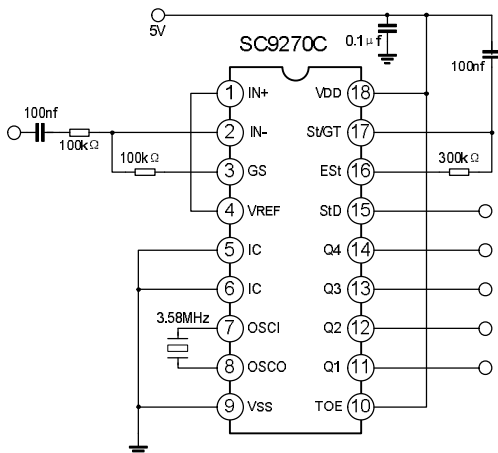 5V
SC9270C
0.1μf
100nf
100nf
100kΩ
100kΩ
300kΩ
3.58MHz
1 IN+
2 IN-
3 GS
4 VREF
5 IC
6 IC
7 OSCI
8 OSCO
9 VSS
VDD 18
St/GT 17
ESt 16
StD 15
Q4 14
Q3 13
Q2 12
Q1 11
TOE 10